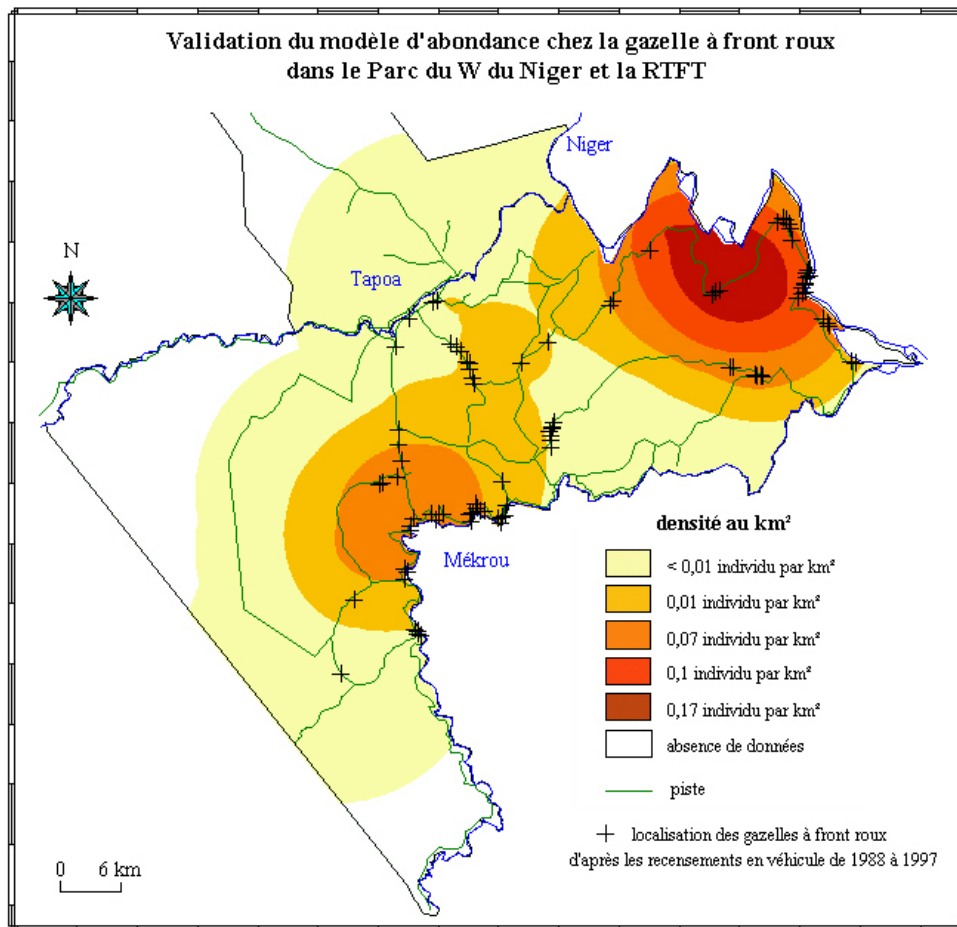 Validation du modèle d'abondance chez la gazelle à front roux
dans le Parc du W du Niger et la RTFT
Niger
N
Tapoa
Mékrou
densité au km²
< 0,01 individu par km²
0,01 individu par km²
0,07 individu par km²
0,1 individu par km²
0,17 individu par km²
absence de données
piste
localisation des gazelles à front roux
d'après les recensements en véhicule de 1988 à 1997
0 6 km